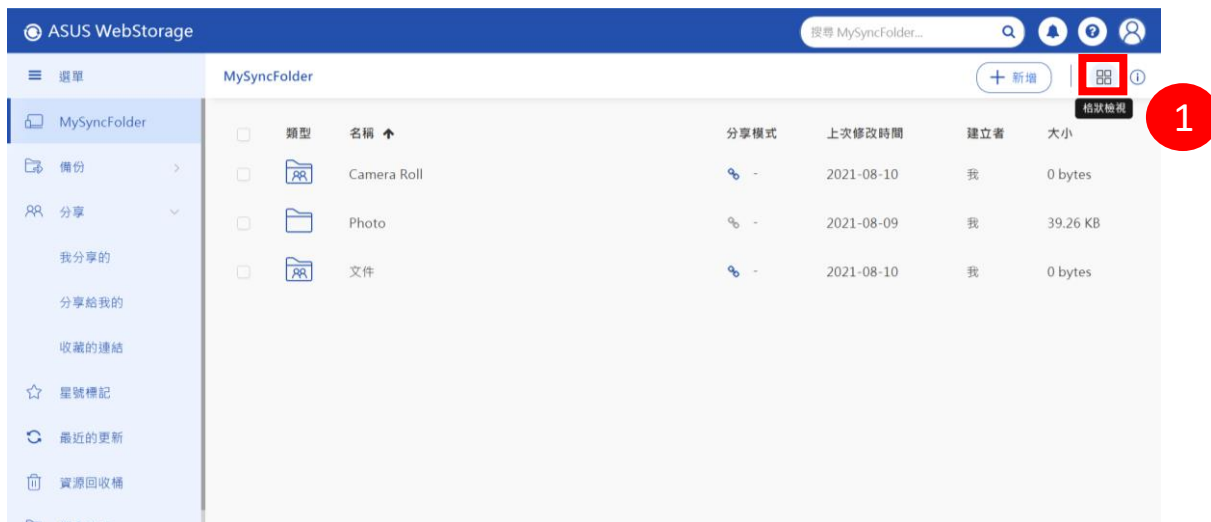 ASUS WebStorage
搜尋 MySyncFolder...
選單
MySyncFolder
新增
格狀檢視
1
MySyncFolder
備份
分享
我分享的
分享給我的
收藏的連結
星號標記
最近的更新
資源回收桶
類型 名稱 分享模式 上次修改時間 建立者 大小
Camera Roll - 2021-08-10 我 0 bytes
Photo - 2021-08-09 我 39.26 KB
文件 - 2021-08-10 我 0 bytes